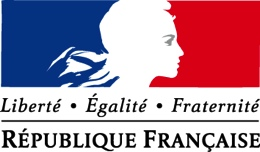 Liberté • Égalité • Fraternité
RÉPUBLIQUE FRANÇAISE